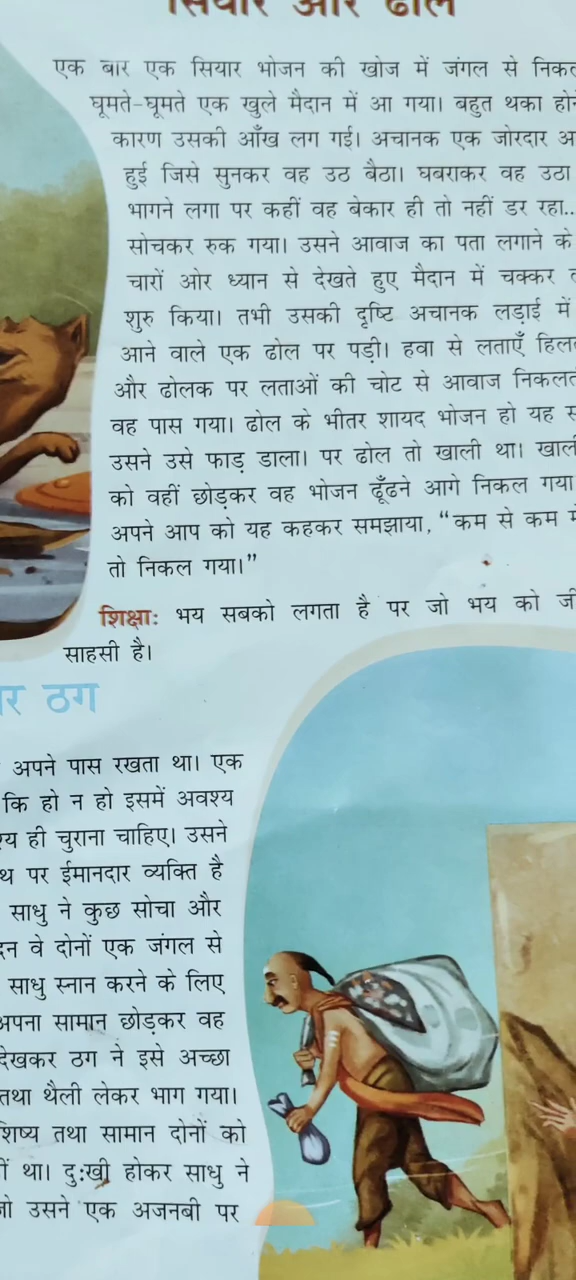 सियार और ढोल
एक बार एक सियार भोजन की खोज में जंगल से
घूमते-घूमते एक खुले मैदान में आ गया। बहुत थका
कारण उसकी आँख लग गई। अचानक एक जोरदार
हुई जिसे सुनकर वह उठ बैठा। घबराकर वह उठा
भागने लगा पर कहीं वह बेकार ही तो नहीं डर रहा...
सोचकर रुक गया। उसने आवाज का पता लगाने के
चारों ओर ध्यान से देखते हुए मैदान में चक्कर
शुरु किया। तभी उसकी दृष्टि अचानक लड़ाई में
आने वाले एक ढोल पर पड़ी। हवा से लताएँ
और ढोलक पर लताओं की चोट से आवाज
वह पास गया। ढोल के भीतर शायद भोजन हो यह
उसने उसे फाड़ डाला। पर ढोल तो खाली था।
को वहीं छोड़कर वह भोजन ढूँढने आगे निकल गया
अपने आप को यह कहकर समझाया, “कम से कम
तो निकल गया।”
शिक्षाः भय सबको लगता है पर जो भय को
साहसी है।
ठग
अपने पास रखता था। एक
कि हो न हो इसमें अवश्य
ही चुराना चाहिए। उसने
पर ईमानदार व्यक्ति है
साधु ने कुछ सोचा और
वे दोनों एक जंगल से
साधु स्नान करने के लिए
अपना सामान छोड़कर वह
देखकर ठग ने इसे अच्छा
तथा थैली लेकर भाग गया।
शिष्य तथा सामान दोनों को
था। दुःखी होकर साधु ने
उसने एक अजनबी पर